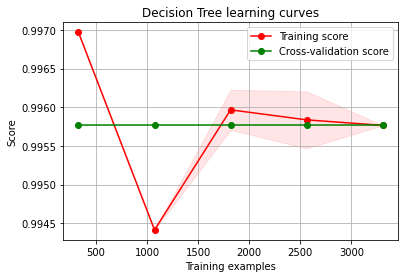 Decision Tree learning curves
Training score
Cross-validation score
Score
0.9970
0.9965
0.9960
0.9955
0.9950
0.9945
500 1000 1500 2000 2500 3000
Training examples